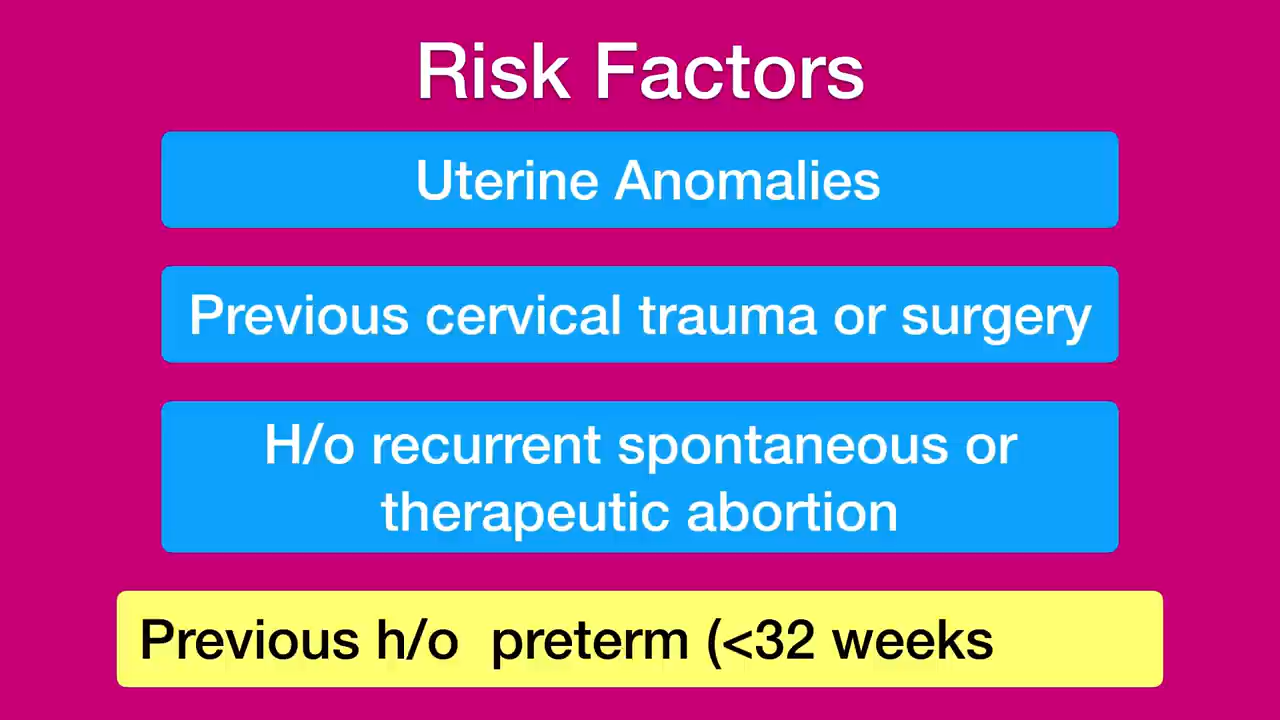 Risk Factors
Uterine Anomalies
Previous cervical trauma or surgery
H/o recurrent spontaneous or
therapeutic abortion
Previous h/o  preterm (<32 weeks